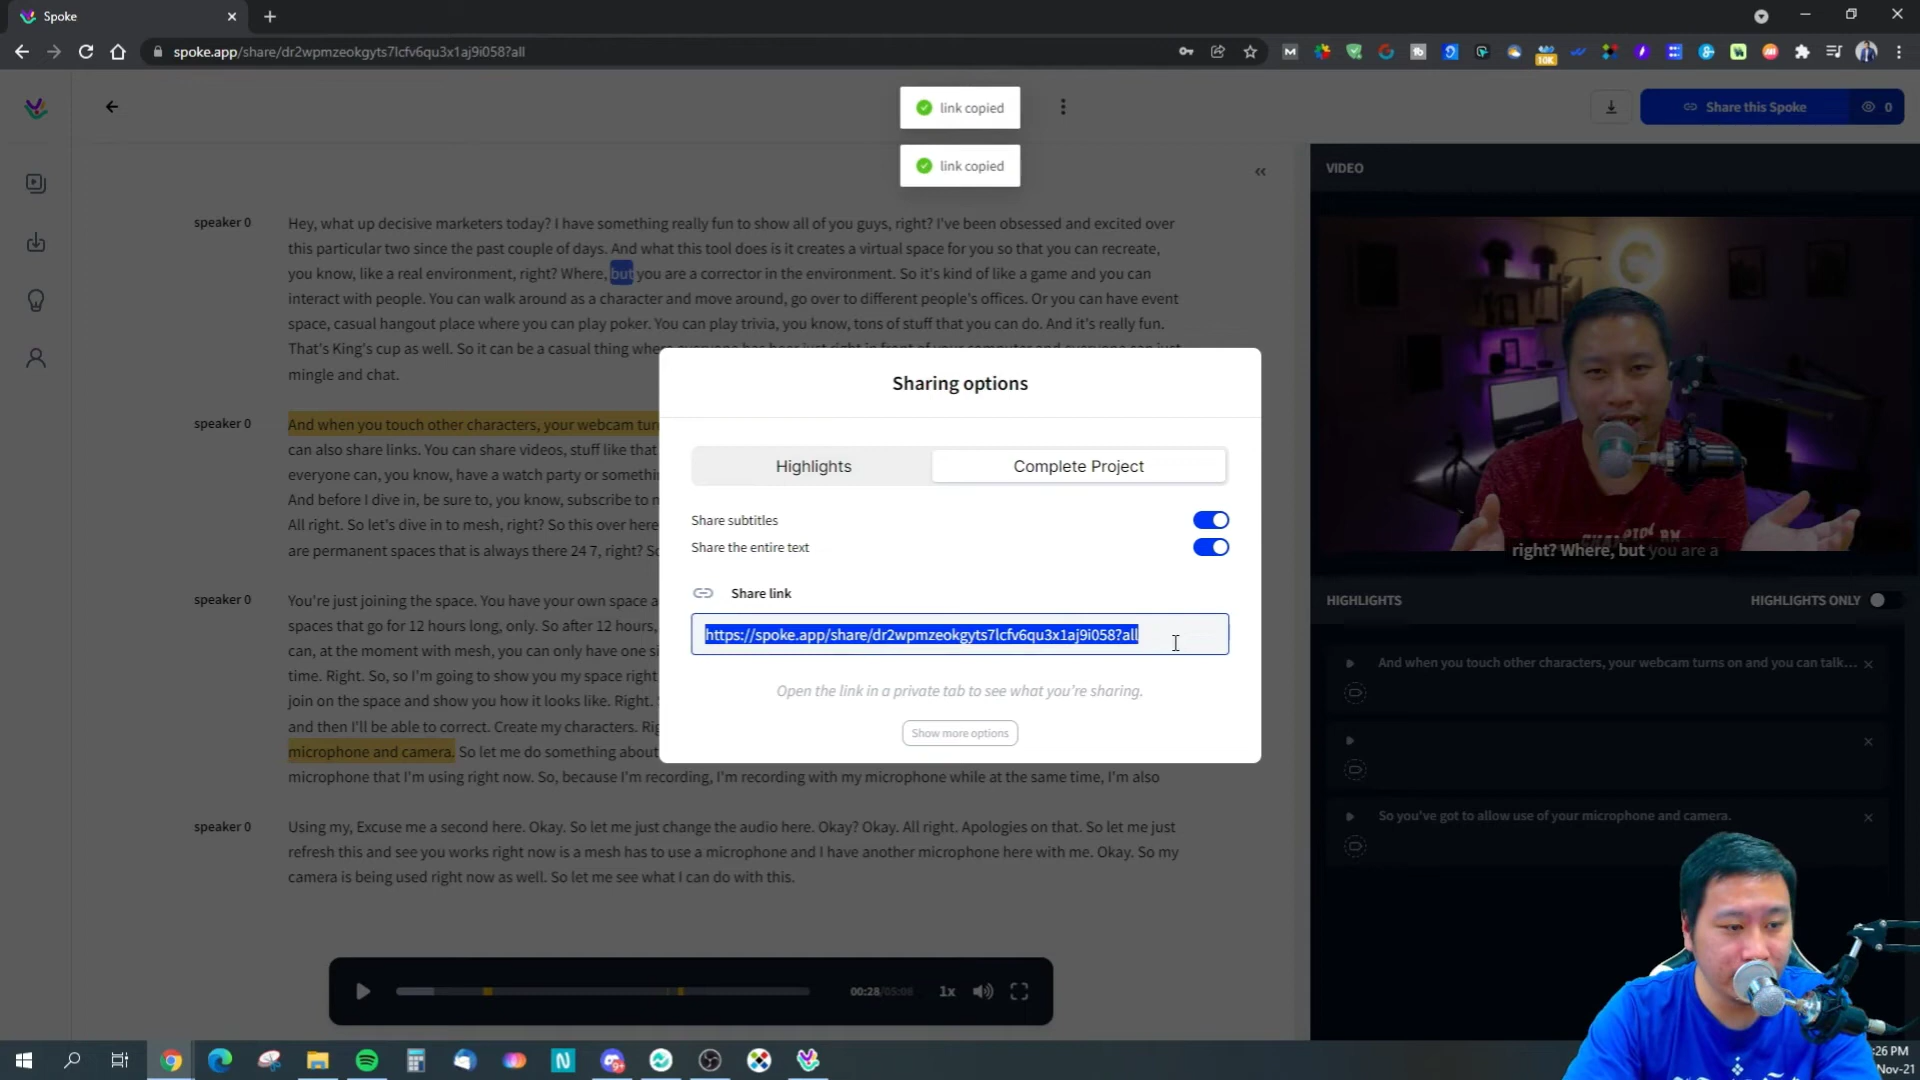 Spoke
spoke.app/share/dr2wpmzeokgyts7lcfv6qu3x1aj9i058?all
10K
link copied
link copied
Share this Spoke
0
VIDEO
speaker 0
Hey, what up decisive marketers today? I have something really fun to show all of you guys, right? I've been obsessed and excited over
this particular two since the past couple of days. And what this tool does is it creates a virtual space for you so that you can recreate,
you know, like a real environment, right? Where, but you are a corrector in the environment. So it's kind of like a game and you can
interact with people. You can walk around as a character and move around, go over to different people's offices. Or you can have event
space, casual hangout place where you can play poker. You can play trivia, you know, tons of stuff that you can do. And it's really fun.
That's King's cup as well. So it can be a casual thing where
mingle and chat.
speaker 0
And when you touch other characters, your webcam
can also share links. You can share videos, stuff like that
everyone can, you know, have a watch party or
And before I dive in, be sure to, you know, subscribe to
All right. So let's dive in to mesh, right? So this over here
are permanent spaces that is always there 24 7, right?
speaker 0
You're just joining the space. You have your own space
spaces that go for 12 hours long, only. So after 12 hours,
can, at the moment with mesh, you can only have one
time. Right. So, so I'm going to show you my space right
join on the space and show you how it looks like. Right.
and then I'll be able to correct. Create my characters.
microphone and camera. So let me do something about
microphone that I'm using right now. So, because I'm recording, I'm recording with my microphone while at the same time, I'm also
speaker 0
Using my, Excuse me a second here. Okay. So let me just change the audio here. Okay? Okay. All right. Apologies on that. So let me just
refresh this and see you works right now is a mesh has to use a microphone and I have another microphone here with me. Okay. So my
camera is being used right now as well. So let me see what I can do with this.
00:28/05:08
1x
Sharing options
Highlights
Complete Project
Share subtitles
Share the entire text
Share link
https://spoke.app/share/dr2wpmzeokgyts7lcfv6qu3x1aj9i058?all
Open the link in a private tab to see what you're sharing.
Show more options
right? Where, but you are a
HIGHLIGHTS
HIGHLIGHTS ONLY
And when you touch other characters, your webcam turns on and you can talk...
So you've got to allow use of your microphone and camera.
:26 PM
Nov-21